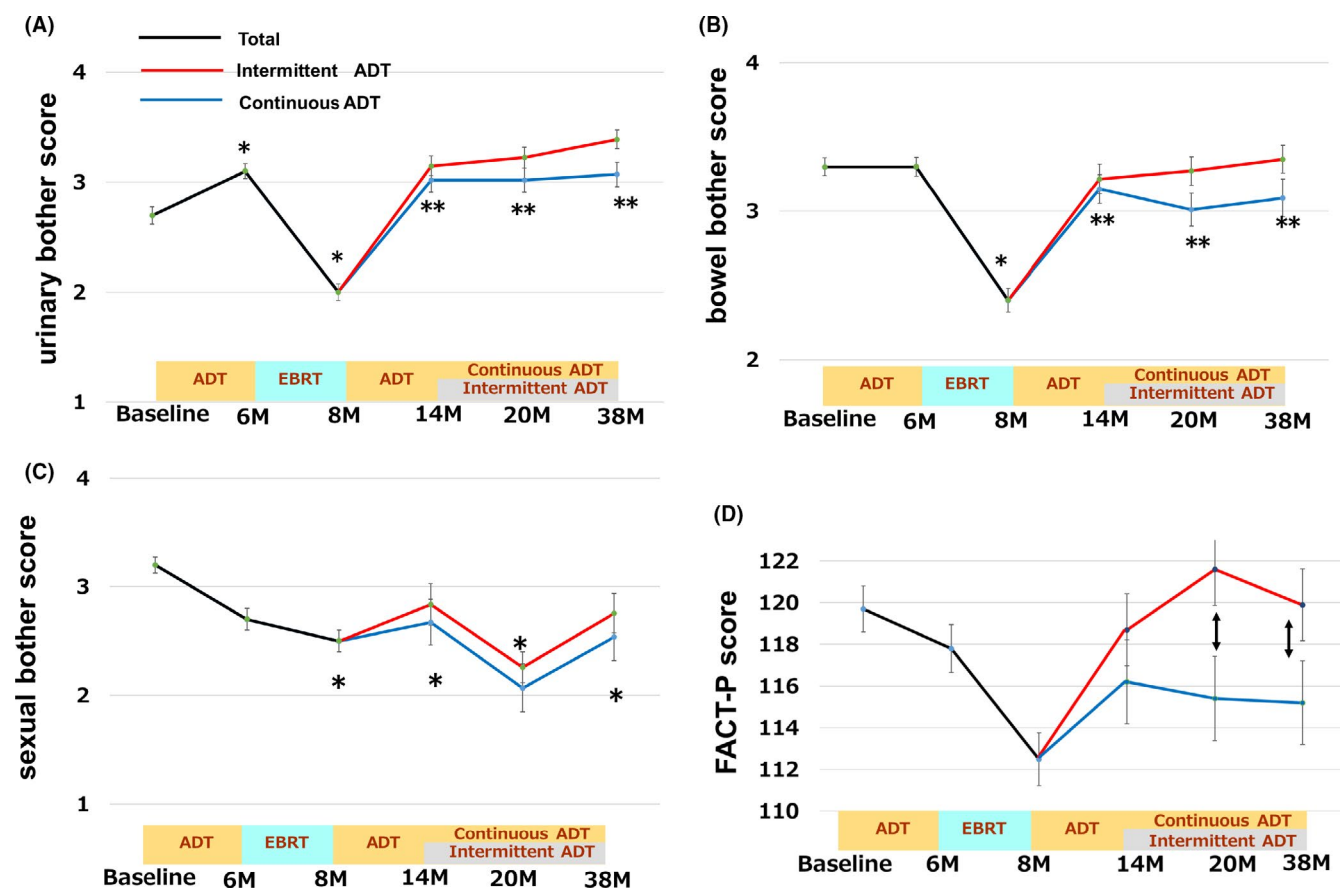 (A)
Total
Intermittent ADT
Continuous ADT
urinary bother score
4
3
2
1
*
*
**
**
**
ADT
EBRT
ADT
Continuous ADT
Intermittent ADT
Baseline
6M
8M
14M
20M
38M
(B)
bowel bother score
4
3
2
*
**
**
**
ADT
EBRT
ADT
Continuous ADT
Intermittent ADT
Baseline
6M
8M
14M
20M
38M
(C)
sexual bother score
4
3
2
1
*
*
*
*
ADT
EBRT
ADT
Continuous ADT
Intermittent ADT
Baseline
6M
8M
14M
20M
38M
(D)
FACT-P score
122
120
118
116
114
112
110
ADT
EBRT
ADT
Continuous ADT
Intermittent ADT
Baseline
6M
8M
14M
20M
38M